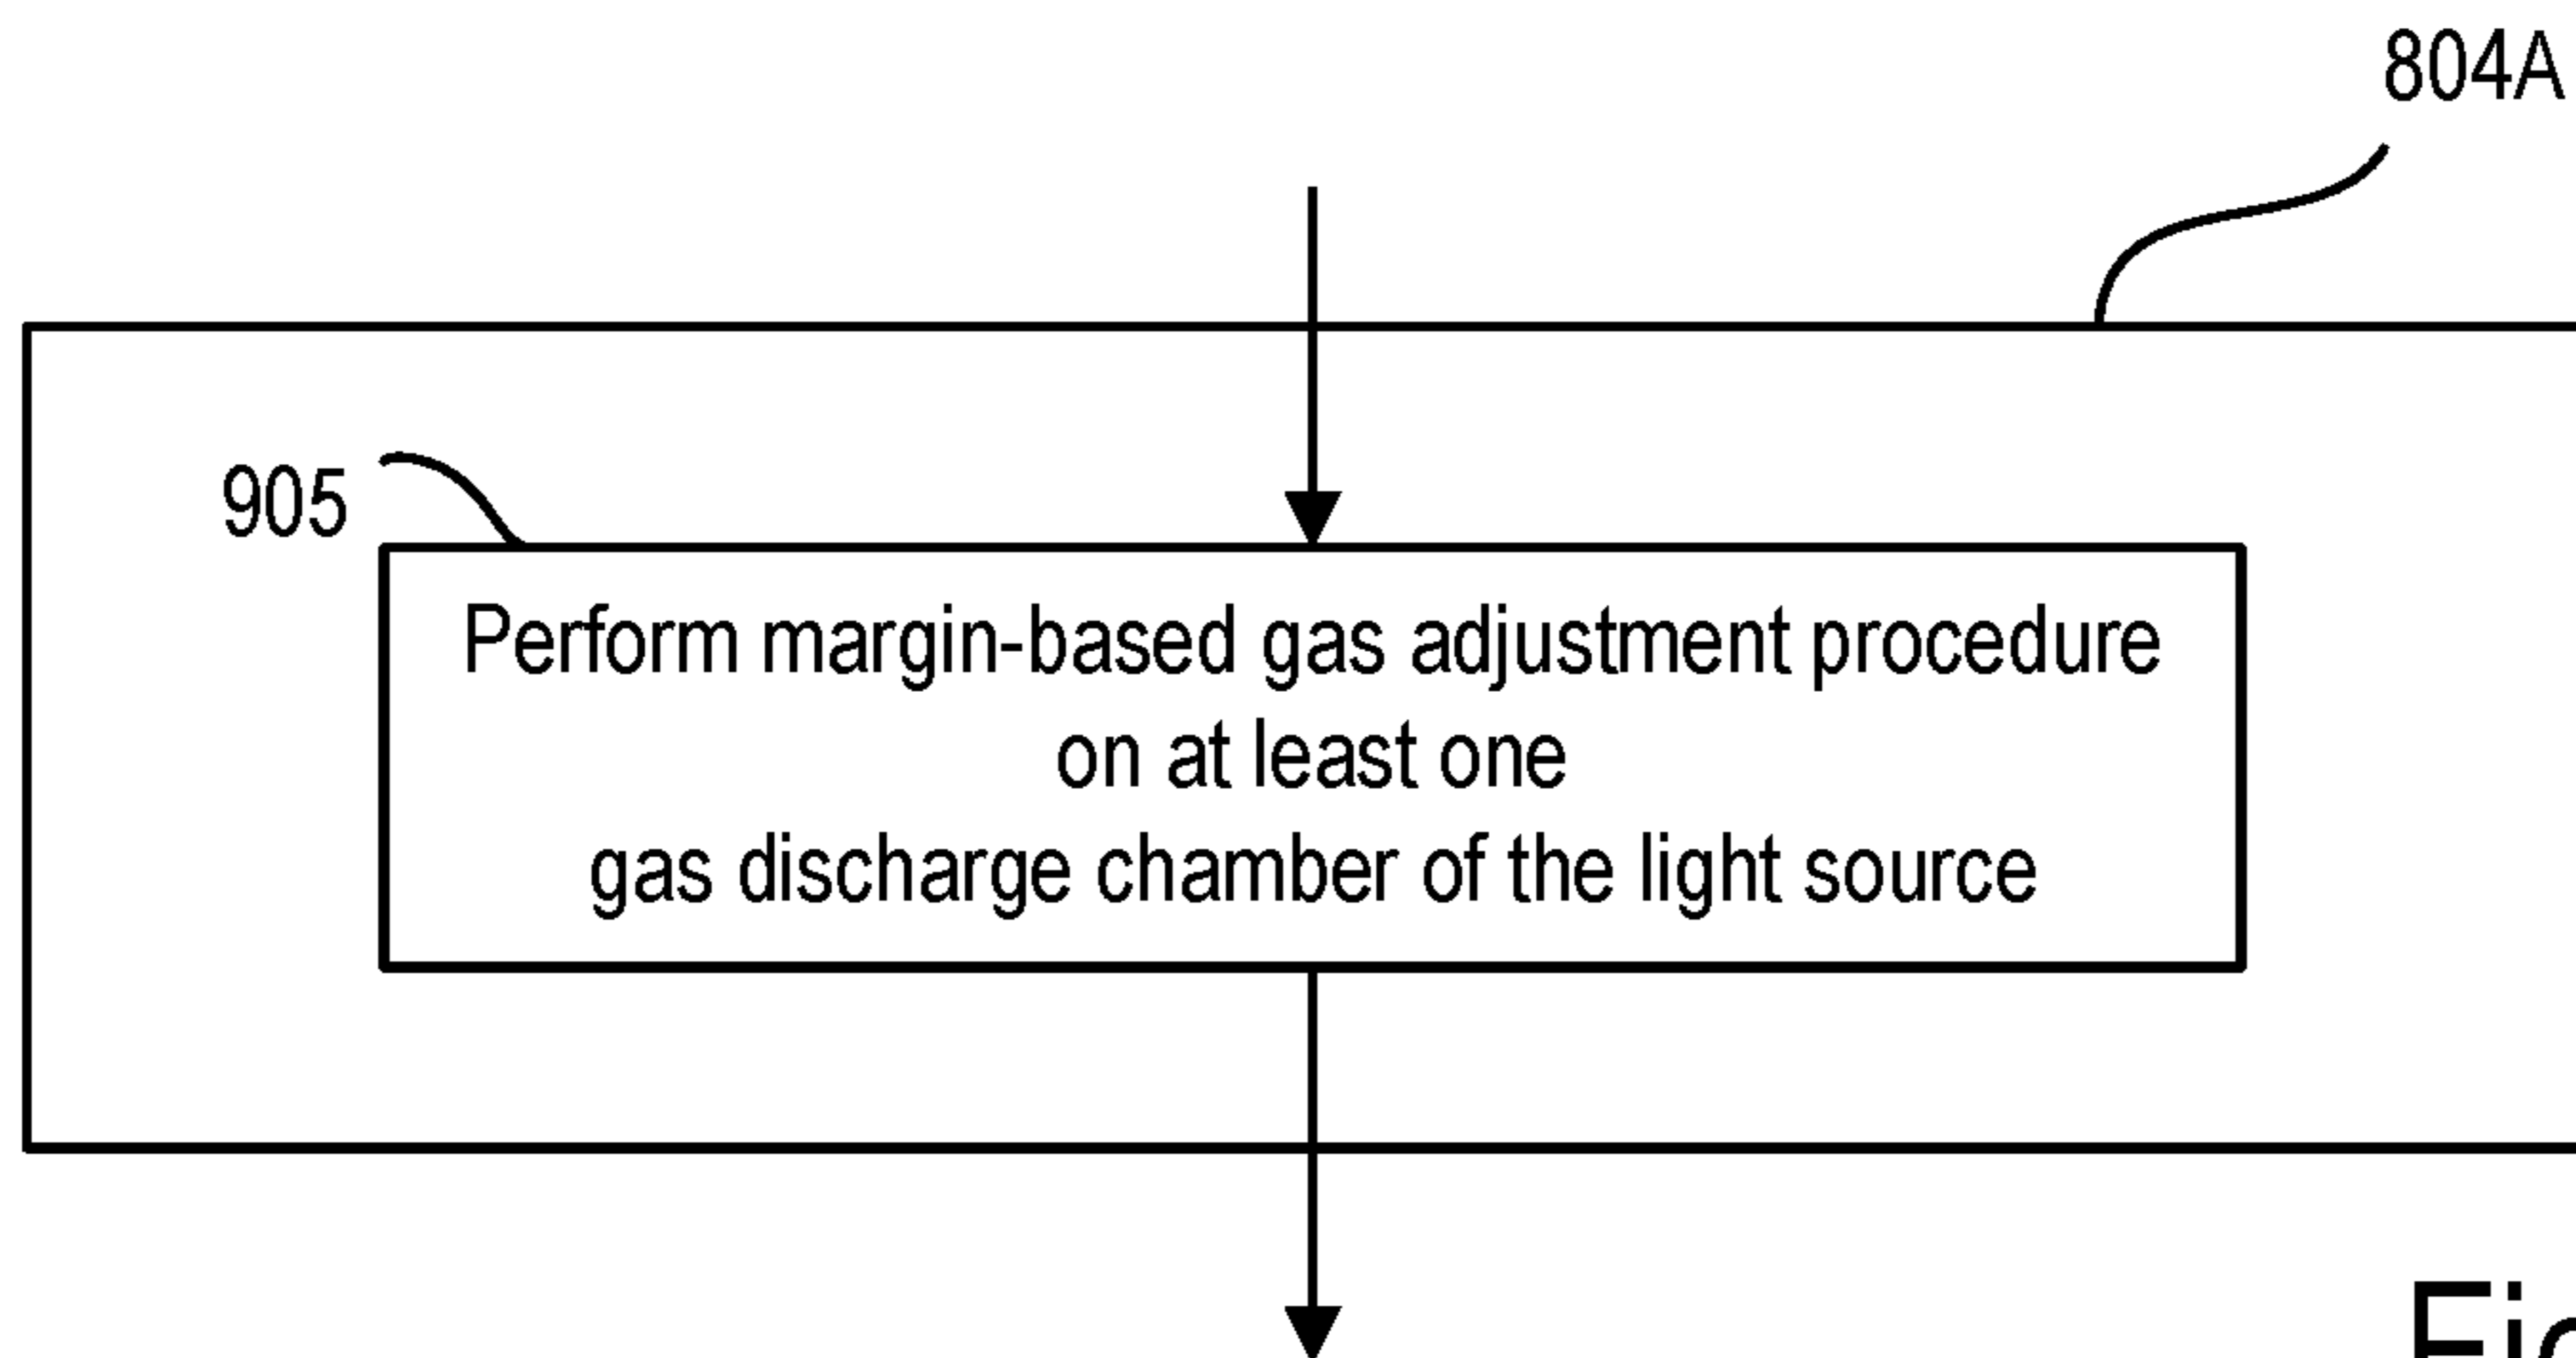 804A
905
Perform margin-based gas adjustment procedure
on at least one
gas discharge chamber of the light source